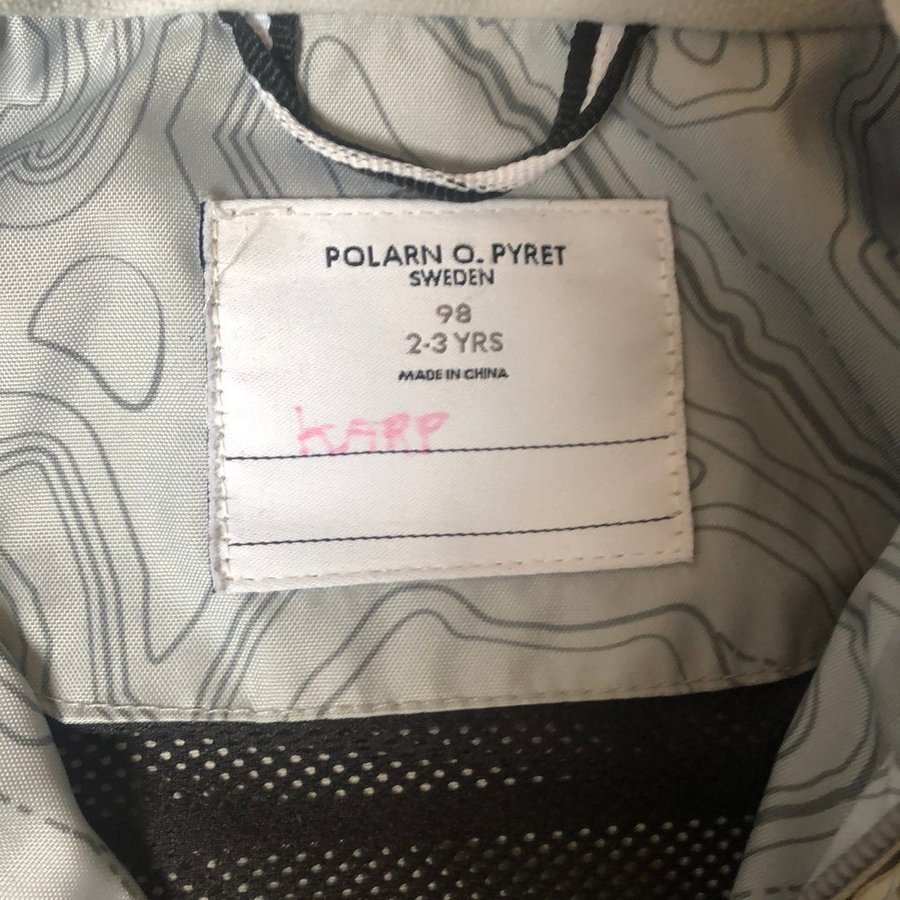 POLARN O. PYRET
SWEDEN
98
2-3 YRS
MADE IN CHINA
KARP